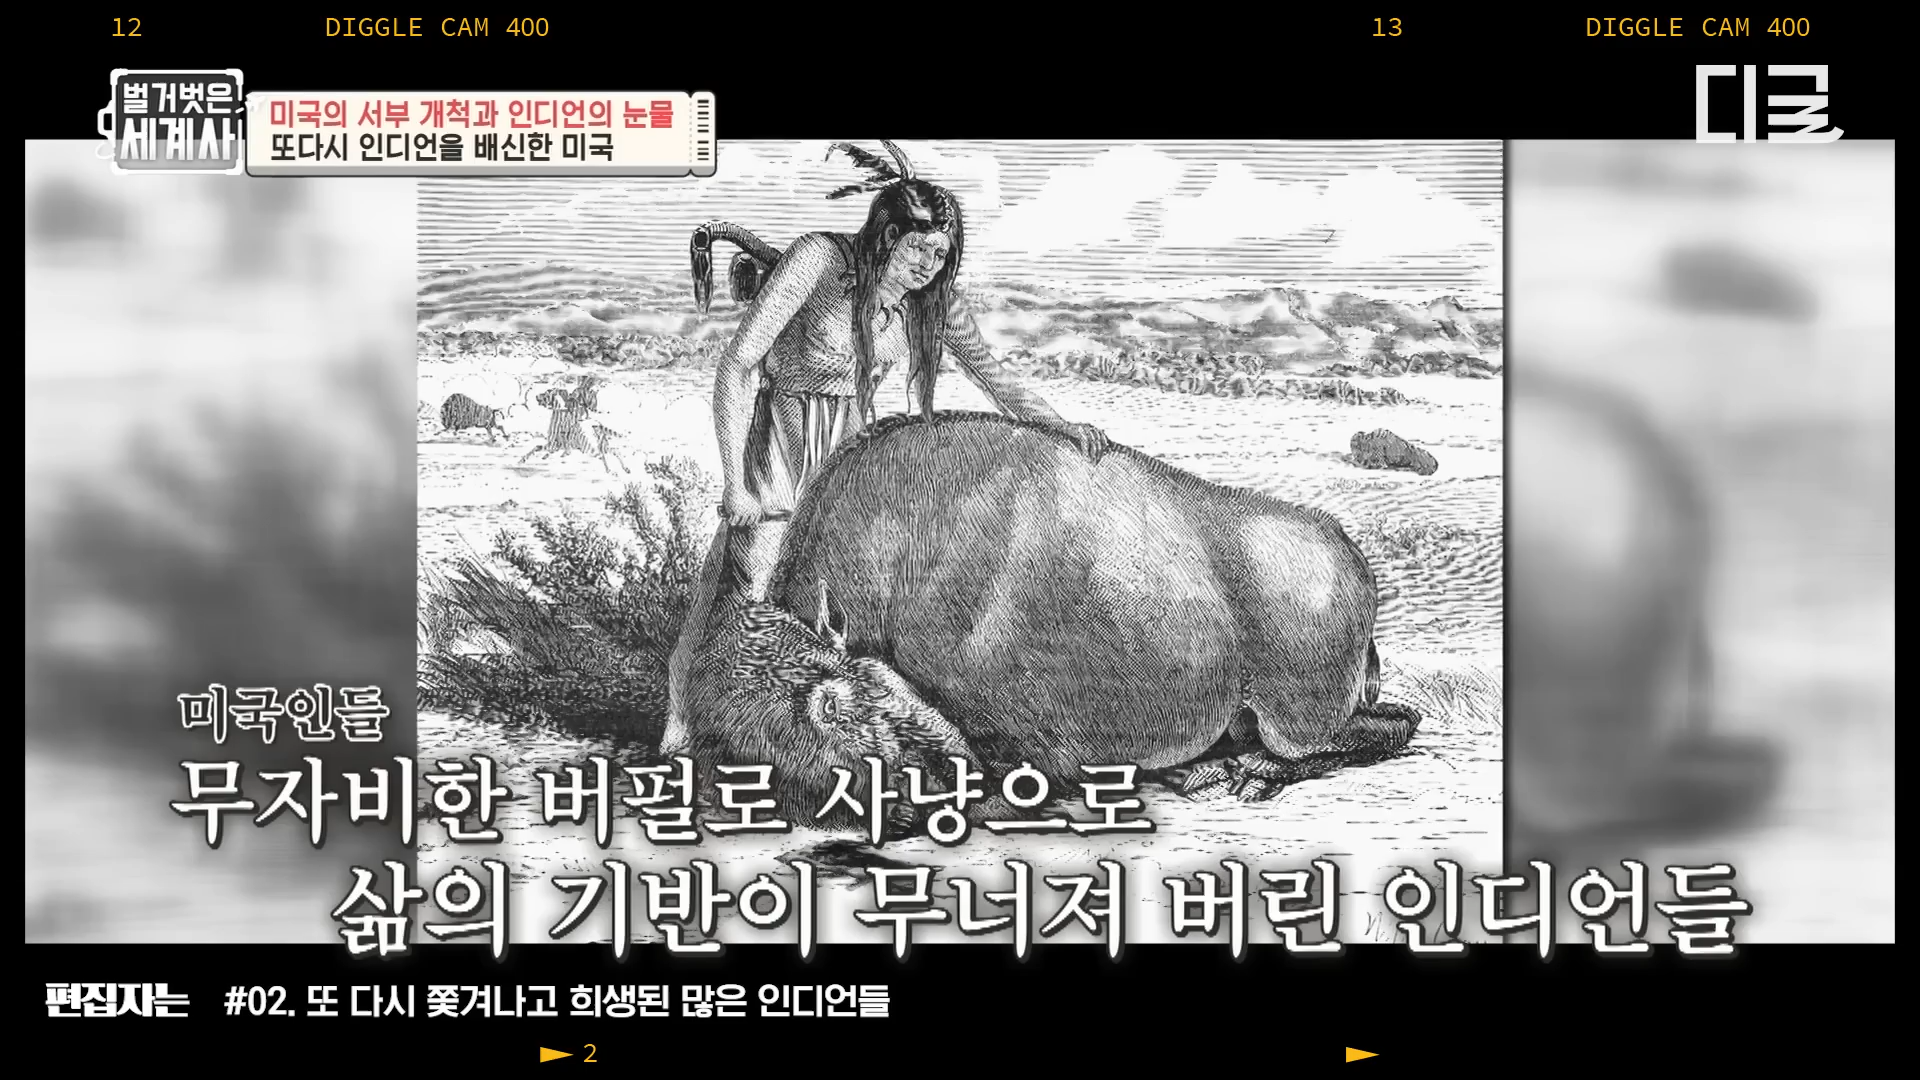 12 DIGGLE CAM 400 13 DIGGLE CAM 400
벌거벗은
세계사
미국의 서부 개척과 인디언의 눈물
또다시 인디언을 배신한 미국
디글
미국인들
무자비한 버펄로 사냥으로
삶의 기반이 무너져 버린 인디언들
편집자는 #02. 또 다시 쫓겨나고 희생된 많은 인디언들
2